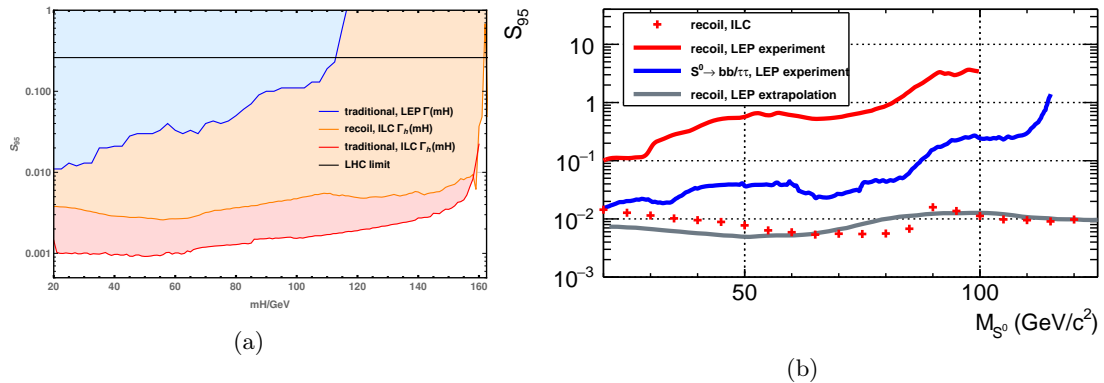 1
0.100
0.010
0.001
S95
20 40 60 80 100 120 140 160
mH/GeV
traditional, LEP Γ(mH)
recoil, ILC Γh(mH)
traditional, ILC Γh(mH)
LHC limit
(a)
S95
10
1
10−1
10−2
10−3
recoil, ILC
recoil, LEP experiment
S0→ bb/ττ, LEP experiment
recoil, LEP extrapolation
50 100
MS0 (GeV/c2)
(b)